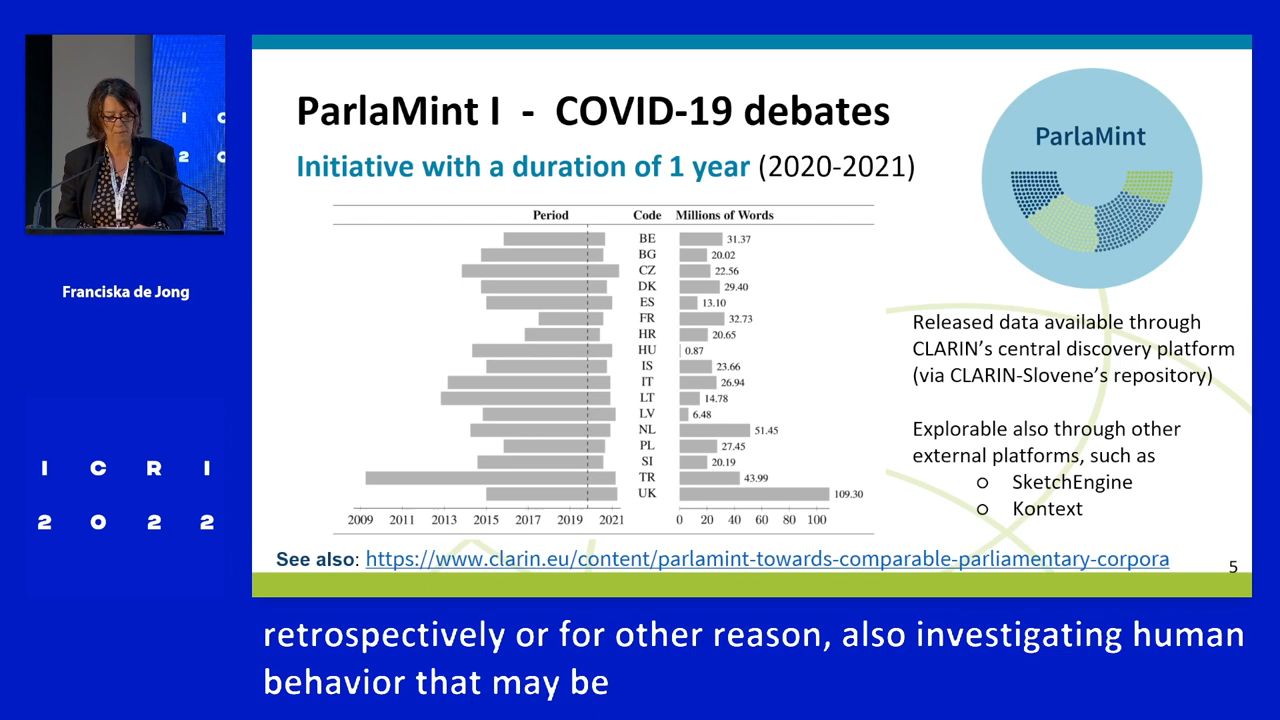 ParlaMint I - COVID-19 debates
Initiative with a duration of 1 year (2020-2021)
ParlaMint
Period Code Millions of Words
BE 31.37
BG 20.02
CZ 22.56
DK 29.40
ES 13.10
FR 32.73
HR 20.65
HU 0.87
IS 23.66
IT 26.94
LT 14.78
LV 6.48
NL 51.45
PL 27.45
SI 20.19
TR 43.99
UK 109.30
2009 2011 2013 2015 2017 2019 2021 0 20 40 60 80 100
Released data available through
CLARIN's central discovery platform
(via CLARIN-Slovene's repository)
Explorable also through other
external platforms, such as
○ SketchEngine
○ Kontext
See also: https://www.clarin.eu/content/parlamint-towards-comparable-parliamentary-corpora
5
I C
2 0
Franciska de Jong
I C R I
2 0 2 2
retrospectively or for other reason, also investigating human
behavior that may be